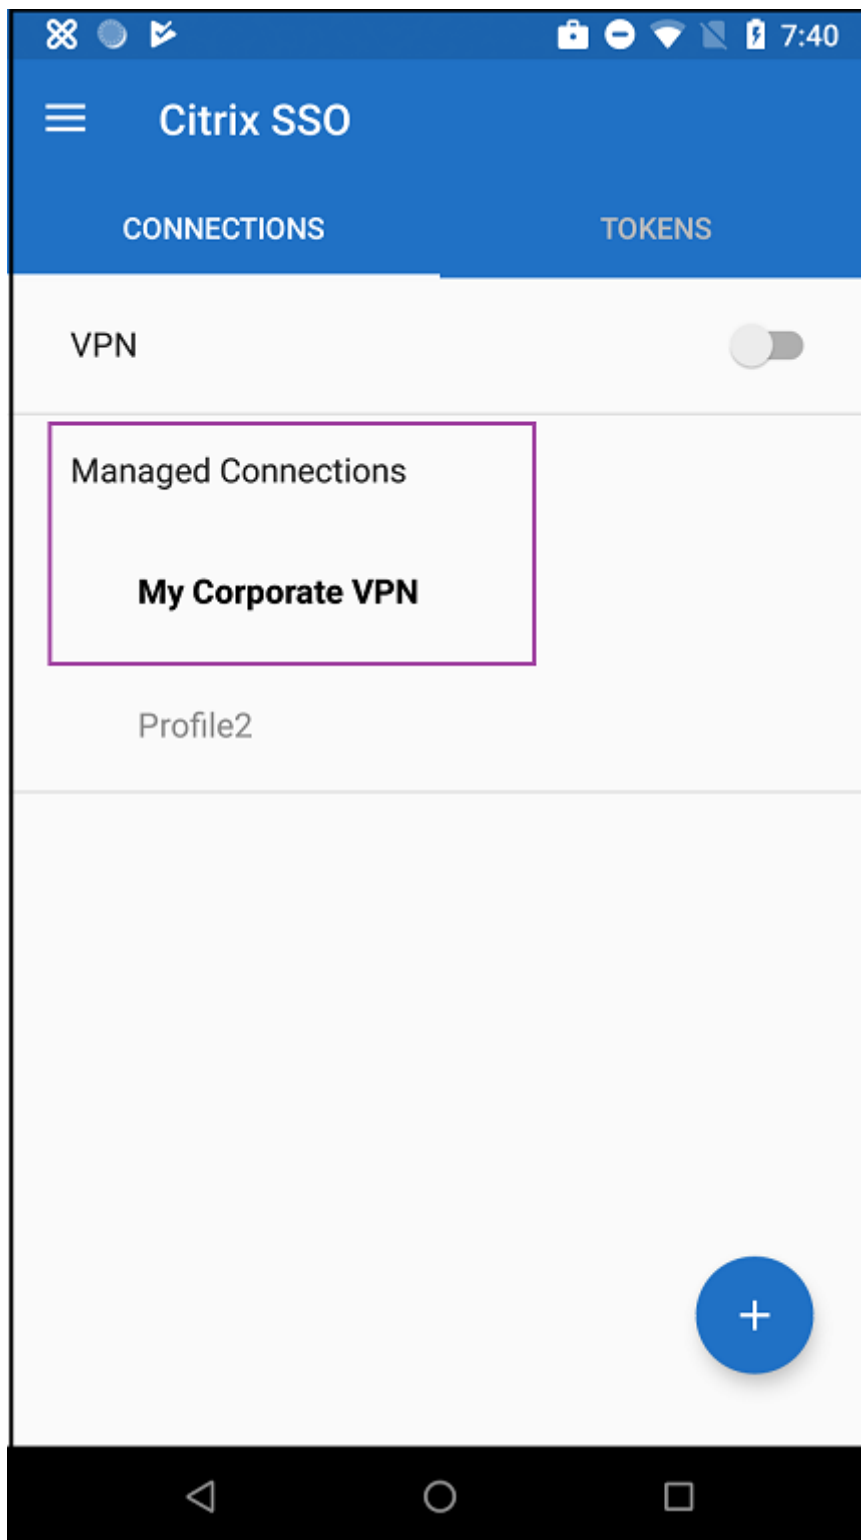 7:40
Citrix SSO
CONNECTIONS TOKENS
VPN
Managed Connections
My Corporate VPN
Profile2